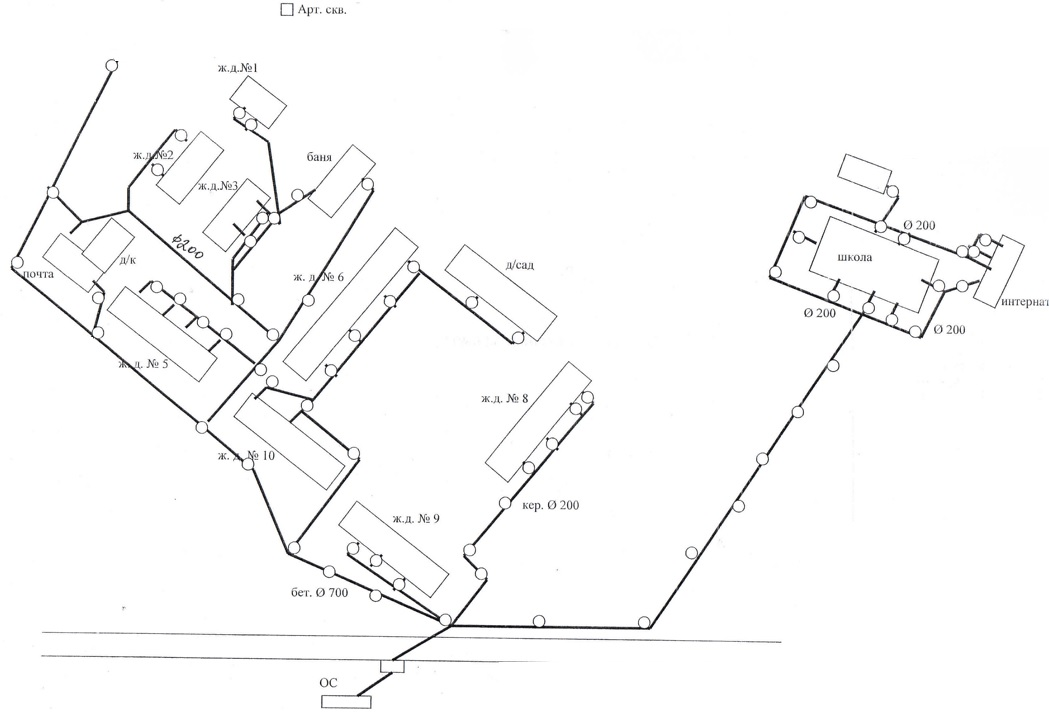 Арт. скв.
ж.д.№1
ж.д.№2
баня
ж.д.№3
Ø 200
ф200
школа
д/к
д/сад
почта
ж. д. № 6
интернат
Ø 200
Ø 200
ж. д. № 5
ж.д. № 8
ж. д. № 10
кер. Ø 200
ж.д. № 9
бет. Ø 700
ОС